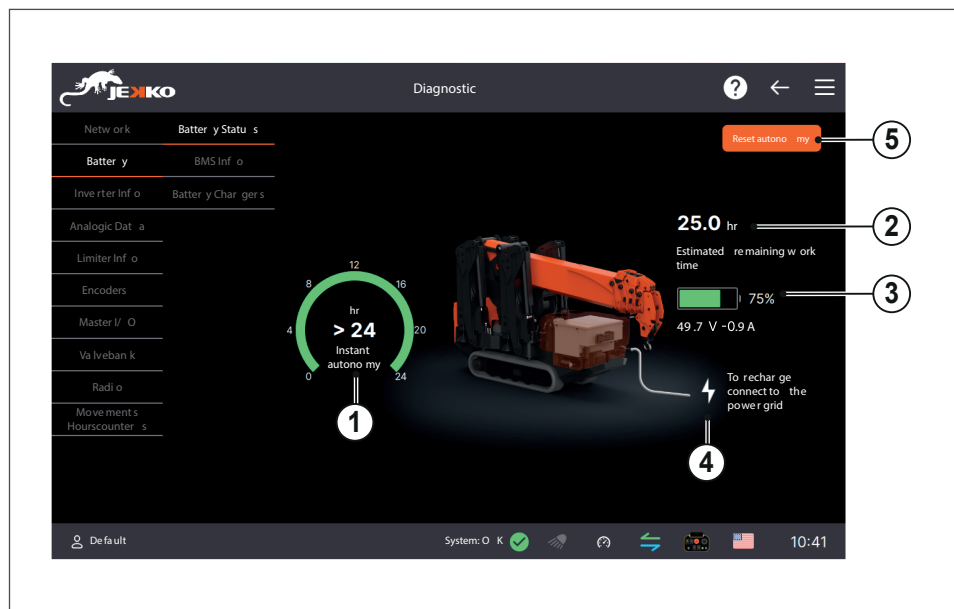 JEKKO
Diagnostic
?
Network
Battery
Inverter Info
Analogic Data
Limiter Info
Encoders
Master I/O
Valvebank
Radio
Movements
Hourscounters
Battery Status
BMS Info
Battery Chargers
Reset autonomy
5
25.0 hr
2
Estimated remaining work
time
75%
3
49.7 V -0.9 A
To recharge
connect to the
power grid
4
12
8
16
4
20
0
24
hr
> 24
Instant
autonomy
1
Default
System: OK
10:41